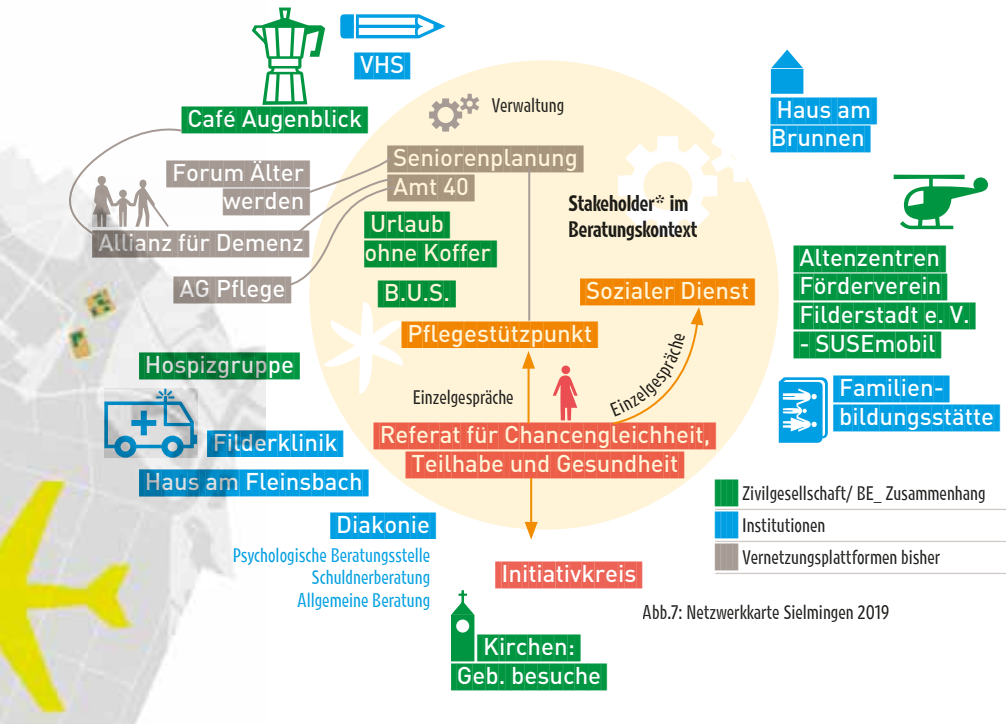 VHS
Café Augenblick
Verwaltung
Haus am
Brunnen
Seniorenplanung
Amt 40
Forum Älter
werden
Allianz für Demenz
AG Pflege
Stakeholder* im
Beratungskontext
Urlaub
ohne Koffer
B.U.S.
Sozialer Dienst
Altenzentren
Förderverein
Filderstadt e. V.
- SUSEmobil
Pflegestützpunkt
Hospizgruppe
Einzelgespräche
Einzelgespräche
Familien-
bildungsstätte
Filderklinik
Referat für Chancengleichheit,
Teilhabe und Gesundheit
Haus am Fleinsbach
Diakonie
Psychologische Beratungsstelle
Schuldnerberatung
Allgemeine Beratung
Initiativkreis
Zivilgesellschaft/ BE_ Zusammenhang
Institutionen
Vernetzungsplattformen bisher
Abb.7: Netzwerkkarte Sielmingen 2019
Kirchen:
Geb. besuche